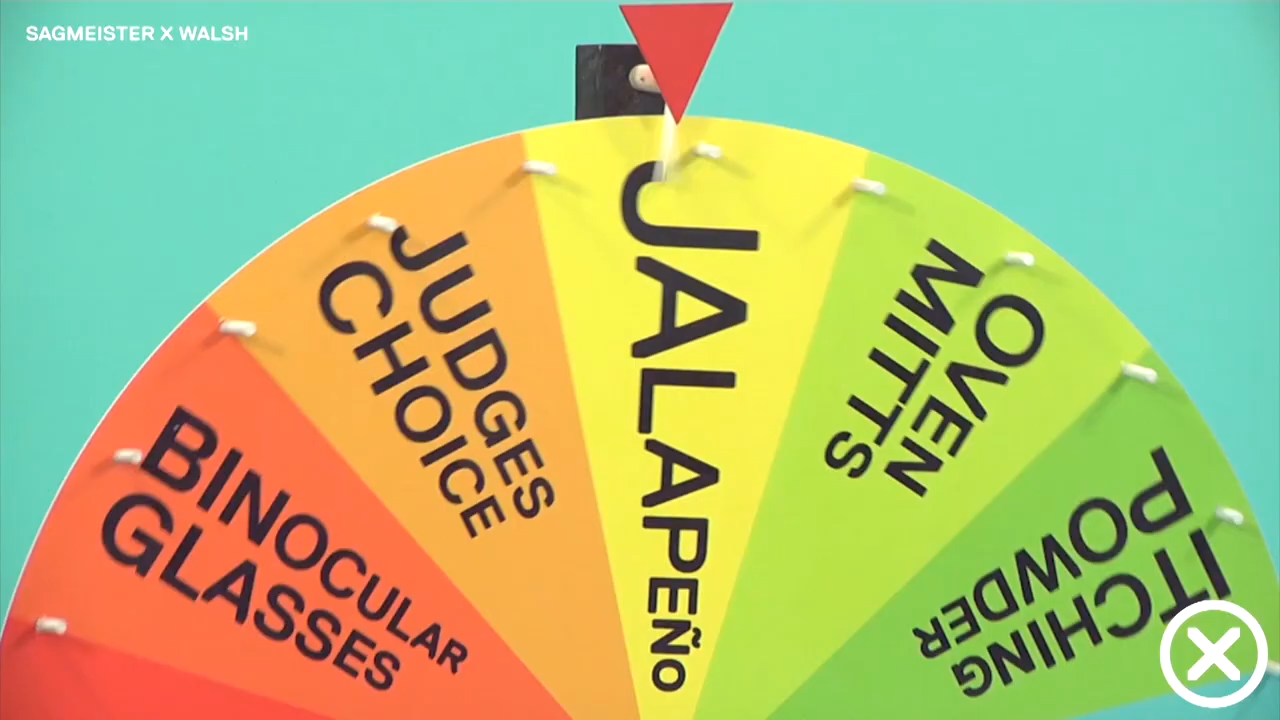 SAGMEISTER X WALSH
BINOCULAR
GLASSES
JUDGES
CHOICE
JALAPEÑO
OVEN
MITTS
ITCHING
POWDER